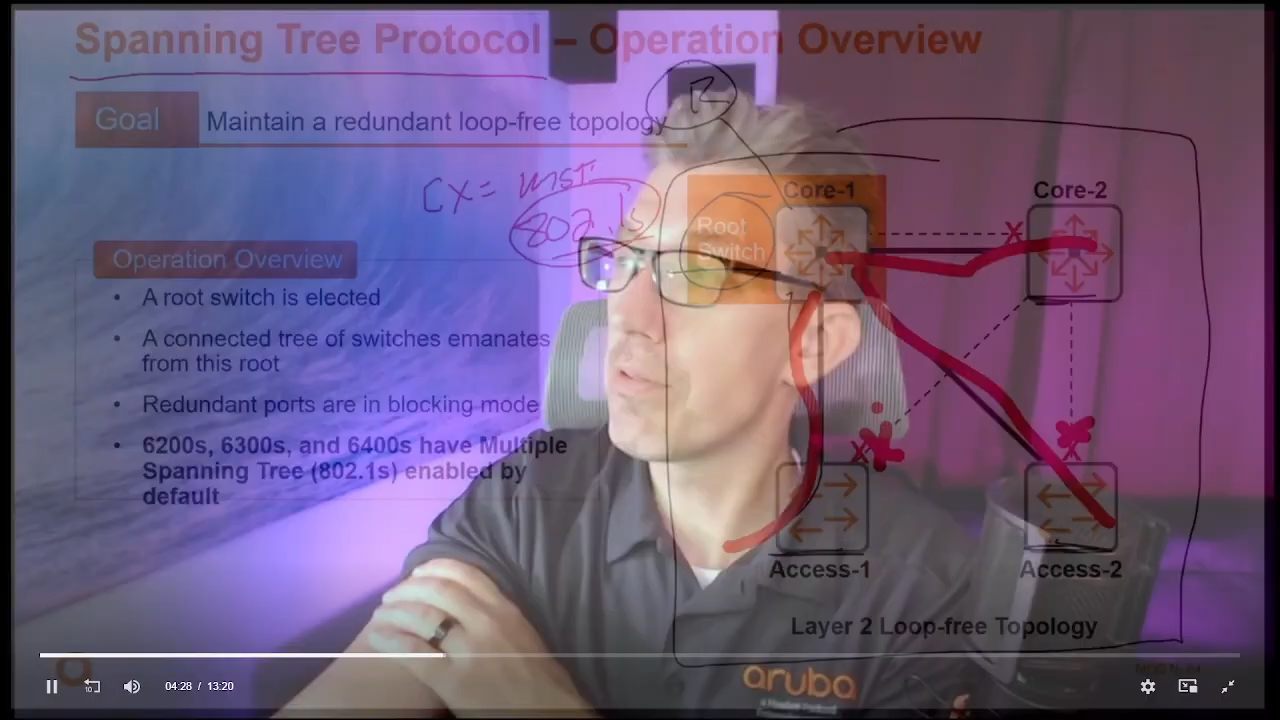 Spanning Tree Protocol – Operation Overview
Goal
Maintain a redundant loop-free topology
R
CX = MST
802.1s
Core-1
Core-2
Root
Switch
Operation Overview
• A root switch is elected
• A connected tree of switches emanates
from this root
• Redundant ports are in blocking mode
• 6200s, 6300s, and 6400s have Multiple
Spanning Tree (802.1s) enabled by
default
x
x
x
Access-1
Access-2
Layer 2 Loop-free Topology
aruba
10
04:28 / 13:20